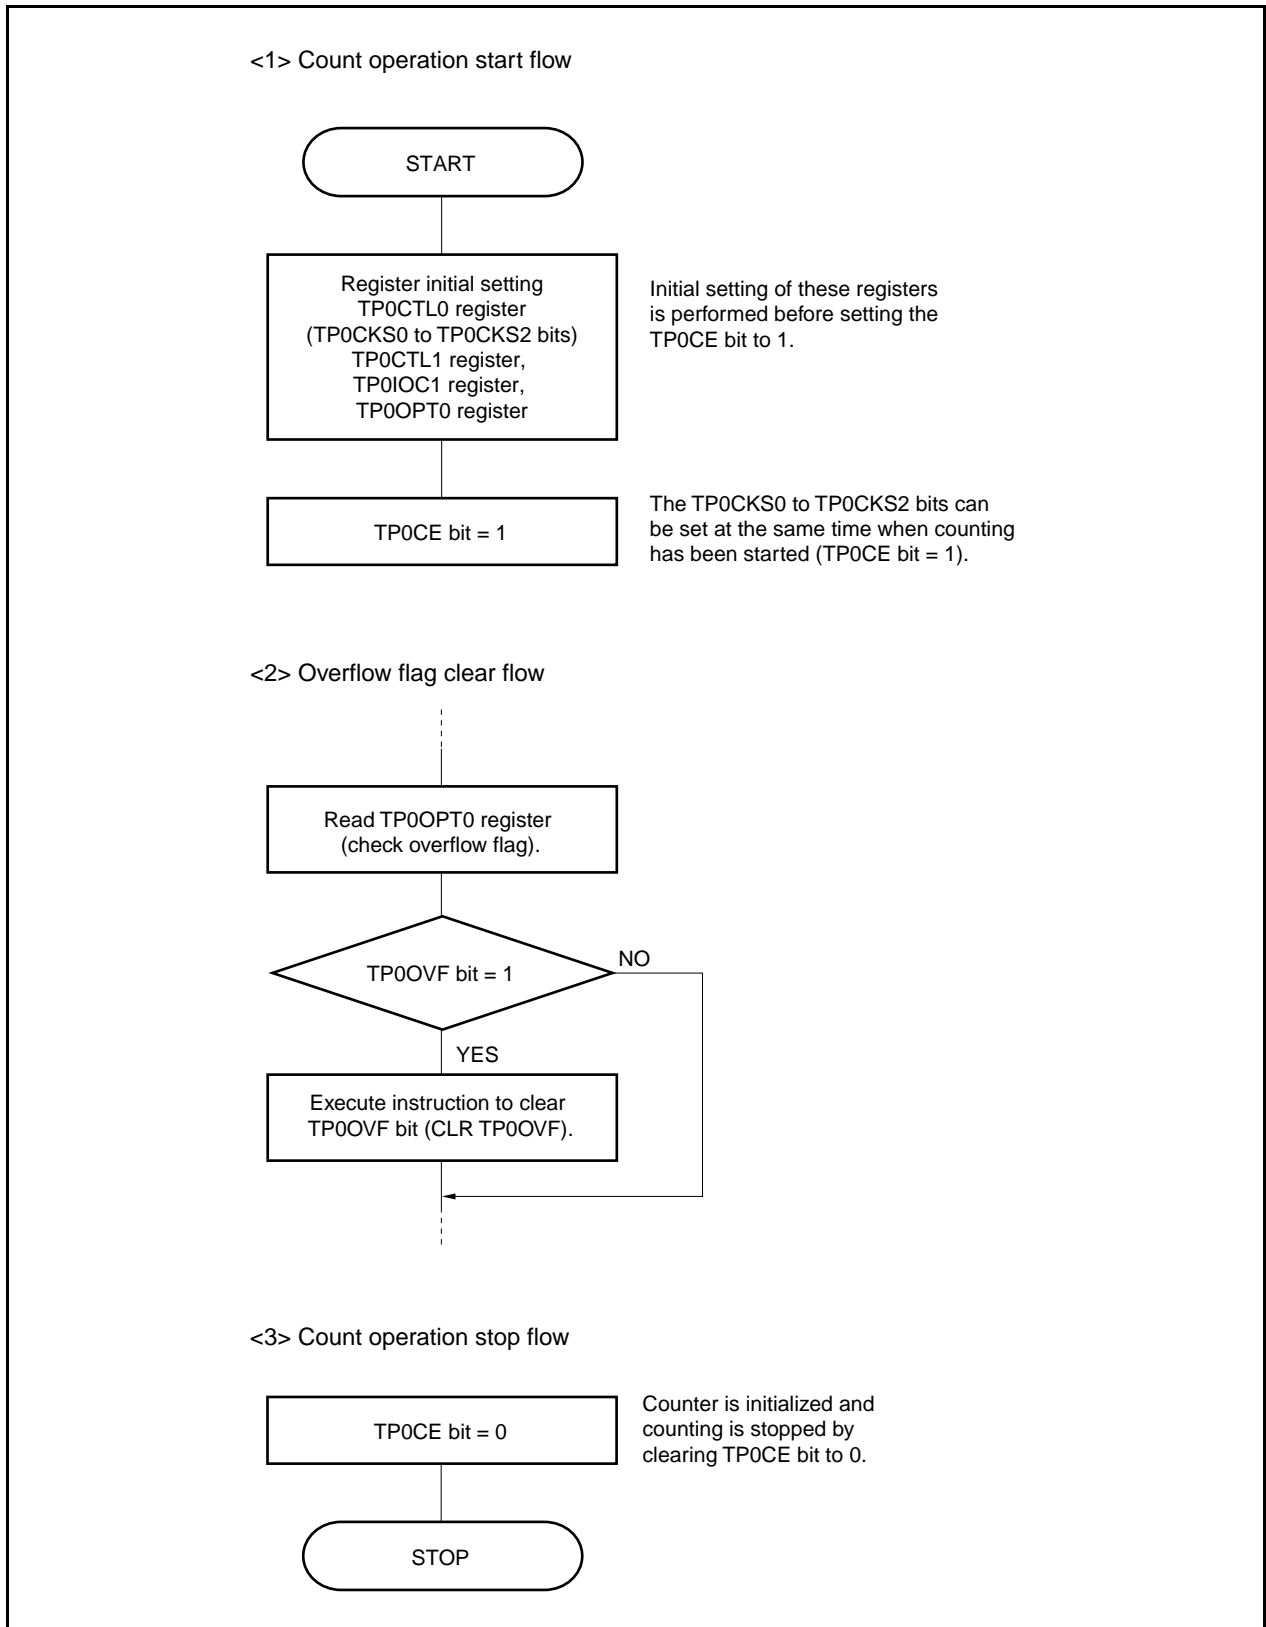 <1> Count operation start flow
START
Register initial setting
TP0CTL0 register
(TP0CKS0 to TP0CKS2 bits)
TP0CTL1 register,
TP0IOC1 register,
TP0OPT0 register
Initial setting of these registers
is performed before setting the
TP0CE bit to 1.
TP0CE bit = 1
The TP0CKS0 to TP0CKS2 bits can
be set at the same time when counting
has been started (TP0CE bit = 1).
<2> Overflow flag clear flow
Read TP0OPT0 register
(check overflow flag).
TP0OVF bit = 1
NO
YES
Execute instruction to clear
TP0OVF bit (CLR TP0OVF).
<3> Count operation stop flow
TP0CE bit = 0
Counter is initialized and
counting is stopped by
clearing TP0CE bit to 0.
STOP